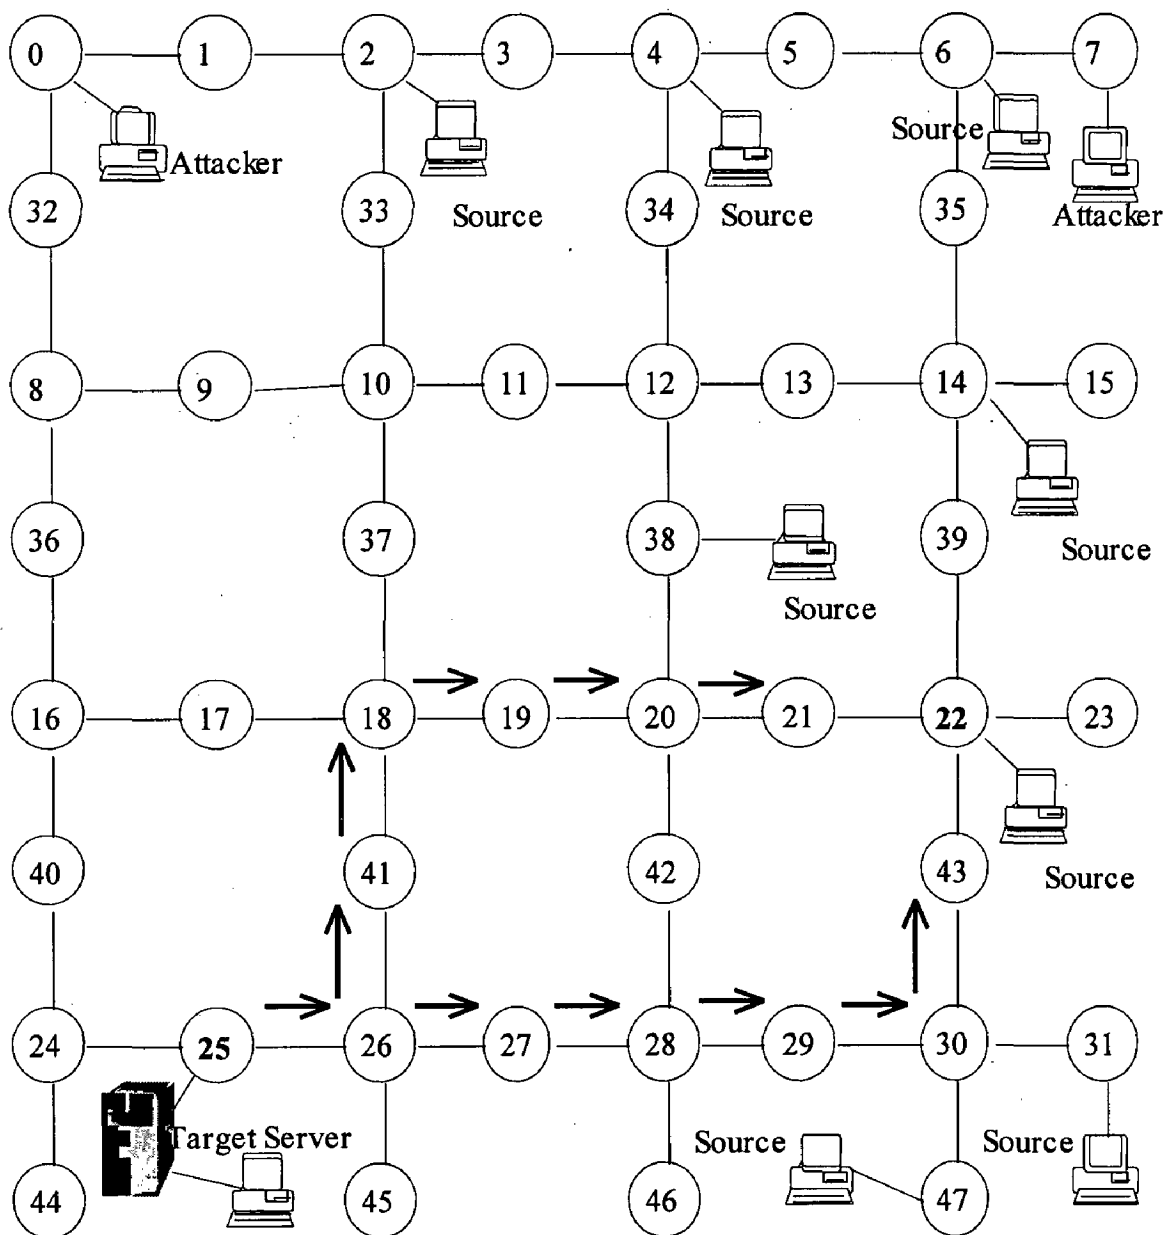 0 1 2 3 4 5 6 7
Source
Attacker
32 33 Source 34 Source 35 Attacker
8 9 10 11 12 13 14 15
36 37 38 39
Source
Source
16 17 18 19 20 21 22 23
40 41 42 43
Source
24 25 26 27 28 29 30 31
Target Server Source Source
44 45 46 47